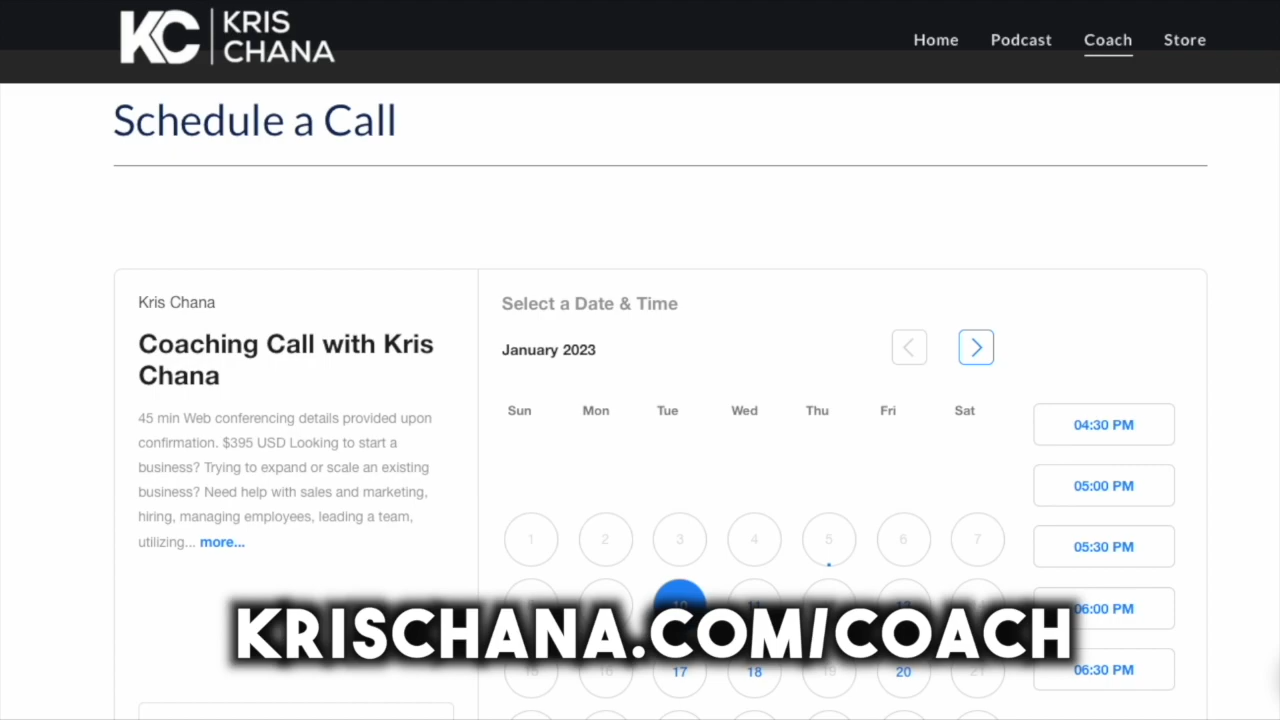 KC KRIS
CHANA
Home Podcast Coach Store
Schedule a Call
Kris Chana
Coaching Call with Kris
Chana
45 min Web conferencing details provided upon
confirmation. $395 USD Looking to start a
business? Trying to expand or scale an existing
business? Need help with sales and marketing,
hiring, managing employees, leading a team,
utilizing... more...
Select a Date & Time
January 2023
Sun Mon Tue Wed Thu Fri Sat
1 2 3 4 5 6 7
04:30 PM
05:00 PM
05:30 PM
06:00 PM
06:30 PM
KRISCHANA.COM/COACH
15 16 17 18 19 20 21